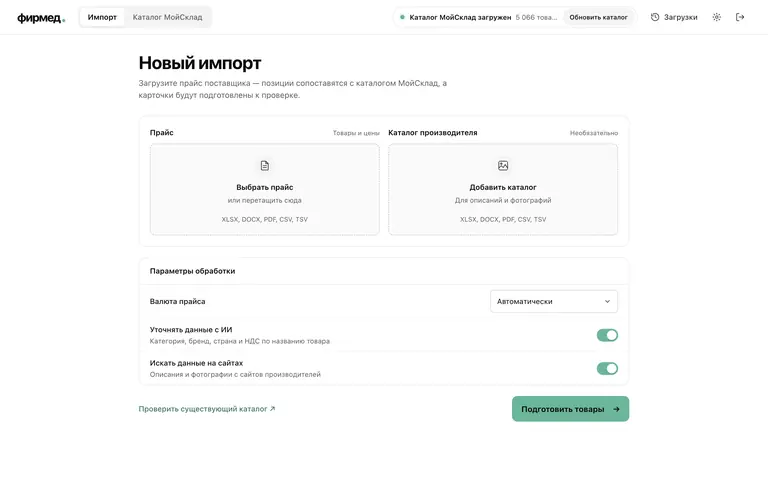 фирмед.
Импорт
Каталог МойСклад
Каталог МойСклад загружен 5 066 това...
Обновить каталог
Загрузки
Новый импорт
Загрузите прайс поставщика — позиции сопоставятся с каталогом МойСклад, а
карточки будут подготовлены к проверке.
Прайс
Товары и цены
Каталог производителя
Необязательно
Выбрать прайс
или перетащить сюда
XLSX, DOCX, PDF, CSV, TSV
Добавить каталог
Для описаний и фотографий
XLSX, DOCX, PDF, CSV, TSV
Параметры обработки
Валюта прайса
Автоматически
Уточнять данные с ИИ
Категория, бренд, страна и НДС по названию товара
Искать данные на сайтах
Описания и фотографии с сайтов производителей
Проверить существующий каталог ↗
Подготовить товары →